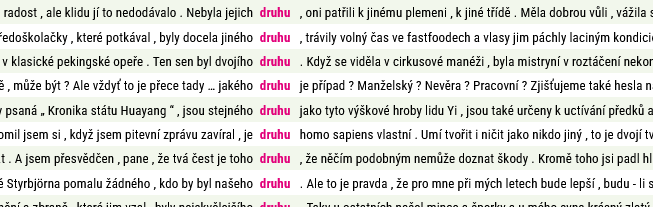 radost , ale klidu jí to nedodávalo . Nebyla jejich druhu , oni patřili k jinému plemeni , k jiné třídě . Měla dobrou vůli , vážila s
ředoškolačky , které potkával , byly docela jiného druhu , trávily volný čas ve fastfoodech a vlasy jim páchly laciným kondici
v klasické pekingské opeře . Ten sen byl dvojího druhu . Když se viděla v cirkusové manéži , byla mistryní v roztáčení nekon
, může být ? Ale vždyť to je přece tady … jakého druhu je případ ? Manželský ? Nevěra ? Pracovní ? Zjišťujeme také hesla na
psaná „ Kronika státu Huayang “ , jsou stejného druhu jako tyto výškové hroby lidu Yi , jsou také určeny k uctívání předků a
omil jsem si , když jsem pitevní zprávu zavíral , je druhu homo sapiens vlastní . Umí tvořit i ničit jako nikdo jiný , to je dvojí tv
t . A jsem přesvědčen , pane , že tvá čest je toho druhu , že něčím podobným nemůže doznat škody . Kromě toho jsi padl hl
Styrbjörna pomalu žádného , kdo by byl našeho druhu . Ale to je pravda , že pro mne při mých letech bude lepší , budu - li s